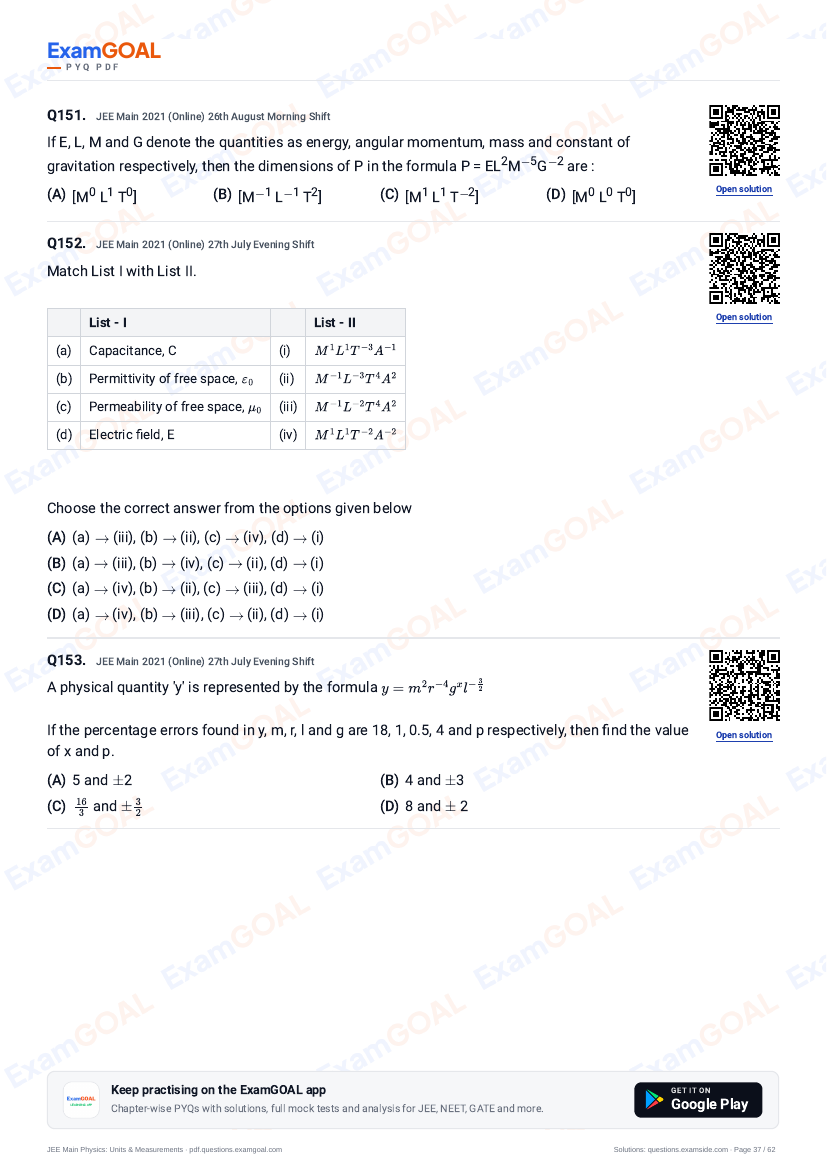 ExamGOAL
PYQ PDF
Q151. JEE Main 2021 (Online) 26th August Morning Shift
If E, L, M and G denote the quantities as energy, angular momentum, mass and constant of
gravitation respectively, then the dimensions of P in the formula P = EL²M⁻⁵G⁻² are :
(A) [M⁰ L¹ T⁰] (B) [M⁻¹ L⁻¹ T²] (C) [M¹ L¹ T⁻²] (D) [M⁰ L⁰ T⁰]
Open solution
Q152. JEE Main 2021 (Online) 27th July Evening Shift
Match List I with List II.
Open solution
List - I List - II
(a) Capacitance, C (i) M¹L¹T⁻³A⁻¹
(b) Permittivity of free space, ε₀ (ii) M⁻¹L⁻³T⁴A²
(c) Permeability of free space, μ₀ (iii) M⁻¹L⁻²T⁴A²
(d) Electric field, E (iv) M¹L¹T⁻²A⁻²
Choose the correct answer from the options given below
(A) (a) → (iii), (b) → (ii), (c) → (iv), (d) → (i)
(B) (a) → (iii), (b) → (iv), (c) → (ii), (d) → (i)
(C) (a) → (iv), (b) → (ii), (c) → (iii), (d) → (i)
(D) (a) → (iv), (b) → (iii), (c) → (ii), (d) → (i)
Q153. JEE Main 2021 (Online) 27th July Evening Shift
A physical quantity 'y' is represented by the formula y = m²r⁻⁴gˣl^(-3/2)
If the percentage errors found in y, m, r, l and g are 18, 1, 0.5, 4 and p respectively, then find the value
of x and p.
Open solution
(A) 5 and ±2 (B) 4 and ±3
(C) 16/3 and ± 3/2 (D) 8 and ± 2
Keep practising on the ExamGOAL app
Chapter-wise PYQs with solutions, full mock tests and analysis for JEE, NEET, GATE and more.
ExamGOAL
GET IT ON
Google Play
JEE Main Physics: Units & Measurements · pdf.questions.examgoal.com Solutions: questions.examside.com · Page 37 / 62